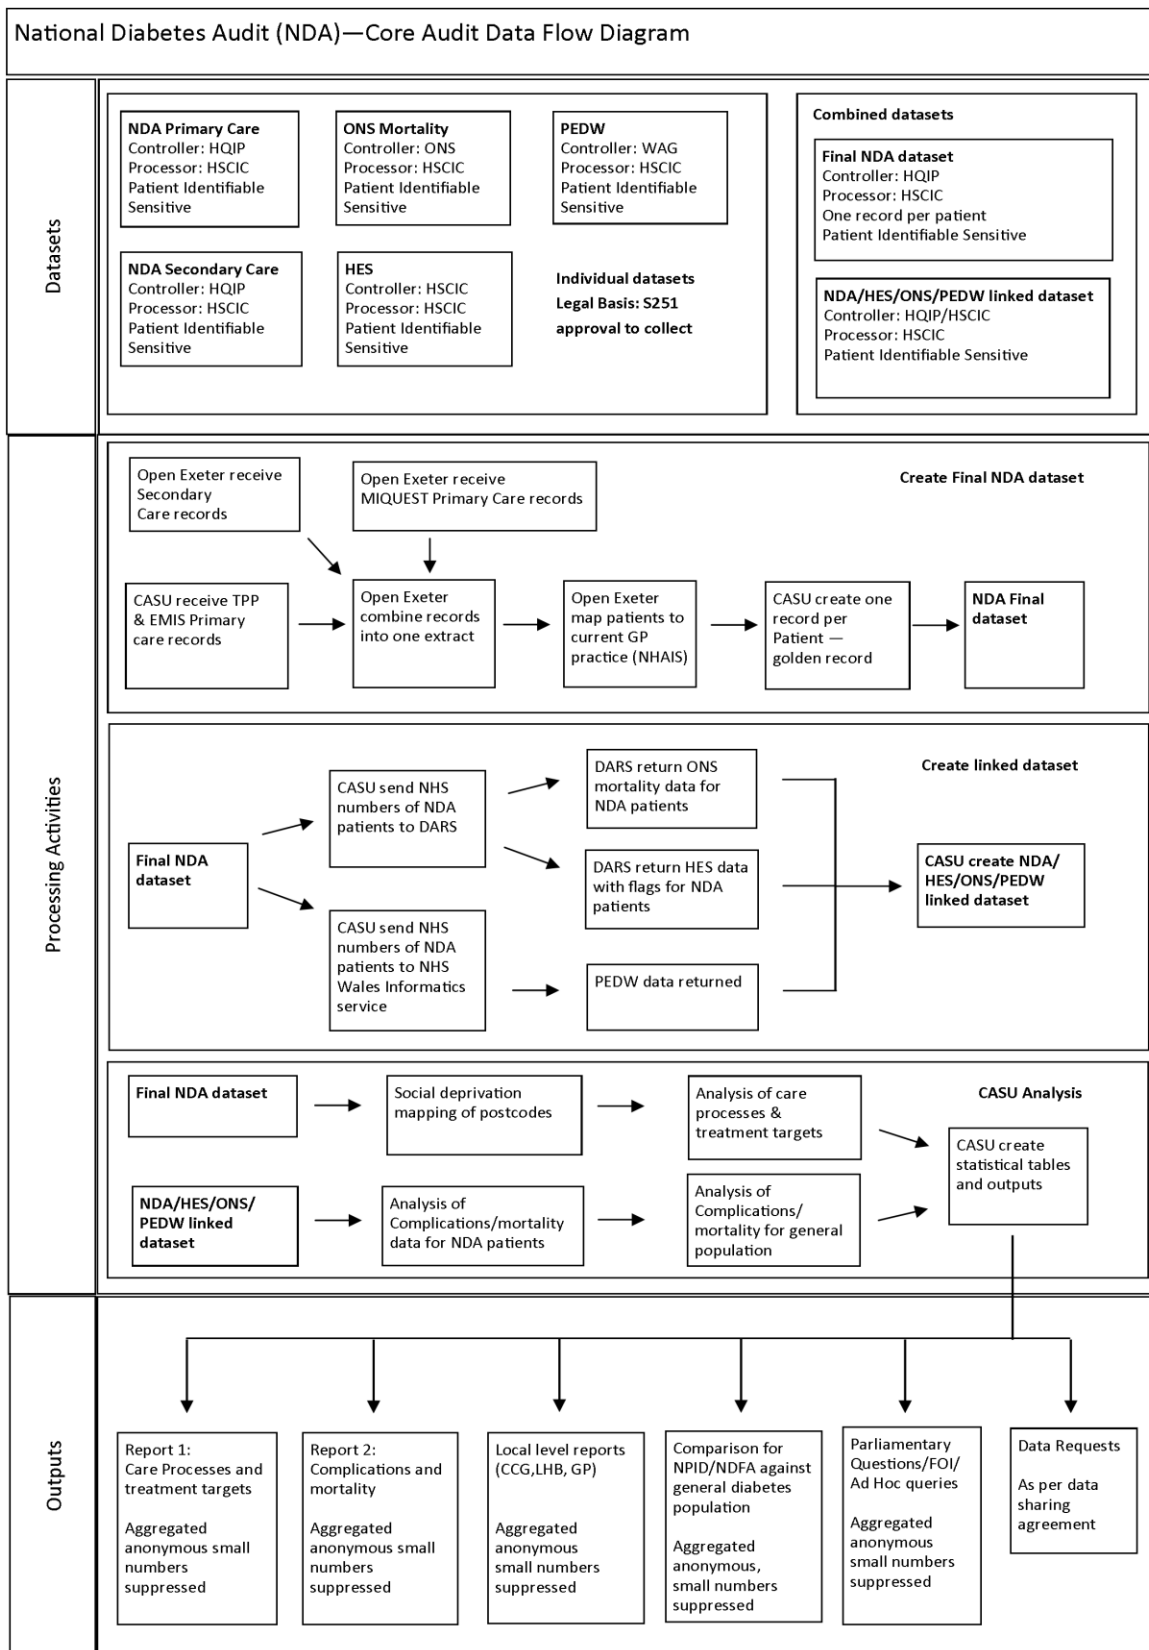 National Diabetes Audit (NDA)—Core Audit Data Flow Diagram
Datasets
NDA Primary Care
Controller: HQIP
Processor: HSCIC
Patient Identifiable
Sensitive
ONS Mortality
Controller: ONS
Processor: HSCIC
Patient Identifiable
Sensitive
PEDW
Controller: WAG
Processor: HSCIC
Patient Identifiable
Sensitive
NDA Secondary Care
Controller: HQIP
Processor: HSCIC
Patient Identifiable
Sensitive
HES
Controller: HSCIC
Processor: HSCIC
Patient Identifiable
Sensitive
Individual datasets
Legal Basis: S251
approval to collect
Combined datasets
Final NDA dataset
Controller: HQIP
Processor: HSCIC
One record per patient
Patient Identifiable Sensitive
NDA/HES/ONS/PEDW linked dataset
Controller: HQIP/HSCIC
Processor: HSCIC
Patient Identifiable Sensitive
Processing Activities
Create Final NDA dataset
Open Exeter receive
Secondary
Care records
Open Exeter receive
MIQUEST Primary Care records
CASU receive TPP
& EMIS Primary
care records
Open Exeter
combine records
into one extract
Open Exeter
map patients to
current GP
practice (NHAIS)
CASU create one
record per
Patient —
golden record
NDA Final
dataset
Create linked dataset
Final NDA
dataset
CASU send NHS
numbers of NDA
patients to DARS
CASU send NHS
numbers of NDA
patients to NHS
Wales Informatics
service
DARS return ONS
mortality data for
NDA patients
DARS return HES data
with flags for NDA
patients
PEDW data returned
CASU create NDA/
HES/ONS/PEDW
linked dataset
CASU Analysis
Final NDA dataset
Social deprivation
mapping of postcodes
Analysis of care
processes &
treatment targets
NDA/HES/ONS/
PEDW linked
dataset
Analysis of
Complications/mortality
data for NDA patients
Analysis of
Complications/
mortality for general
population
CASU create
statistical tables
and outputs
Outputs
Report 1:
Care Processes and
treatment targets
Aggregated
anonymous small
numbers
suppressed
Report 2:
Complications and
mortality
Aggregated
anonymous small
numbers
suppressed
Local level reports
(CCG,LHB, GP)
Aggregated
anonymous
small numbers
suppressed
Comparison for
NPID/NDFA against
general diabetes
population
Aggregated
anonymous,
small numbers
suppressed
Parliamentary
Questions/FOI/
Ad Hoc queries
Aggregated
anonymous
small numbers
suppressed
Data Requests
As per data
sharing
agreement